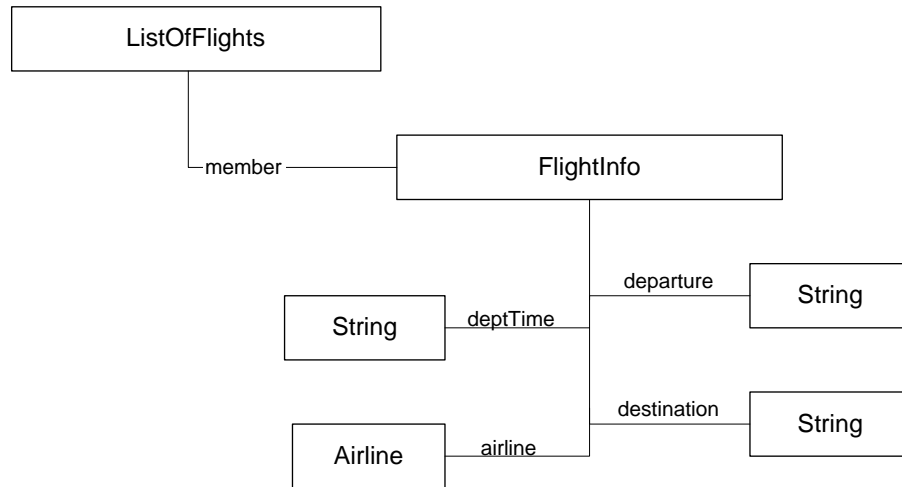 ListOfFlights
member
FlightInfo
departure
String
deptTime
String
destination
String
airline
Airline